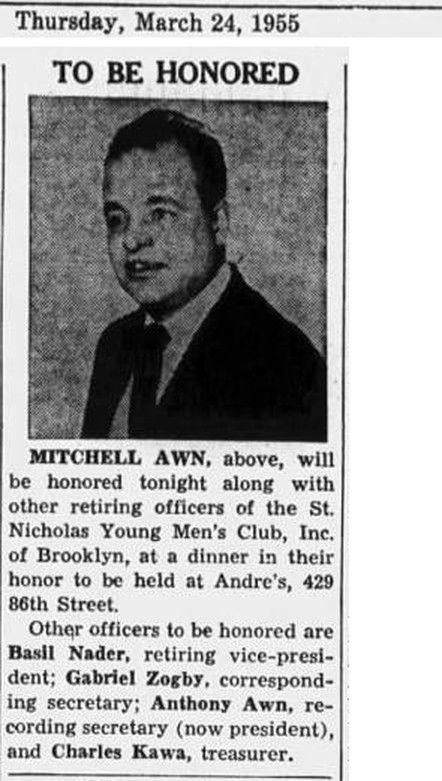 Thursday, March 24, 1955
TO BE HONORED
MITCHELL AWN, above, will
be honored tonight along with
other retiring officers of the St.
Nicholas Young Men's Club, Inc.
of Brooklyn, at a dinner in their
honor to be held at Andre's, 429
86th Street.
Other officers to be honored are
Basil Nader, retiring vice-presi-
dent; Gabriel Zogby, correspond-
ing secretary; Anthony Awn, re-
cording secretary (now president),
and Charles Kawa, treasurer.